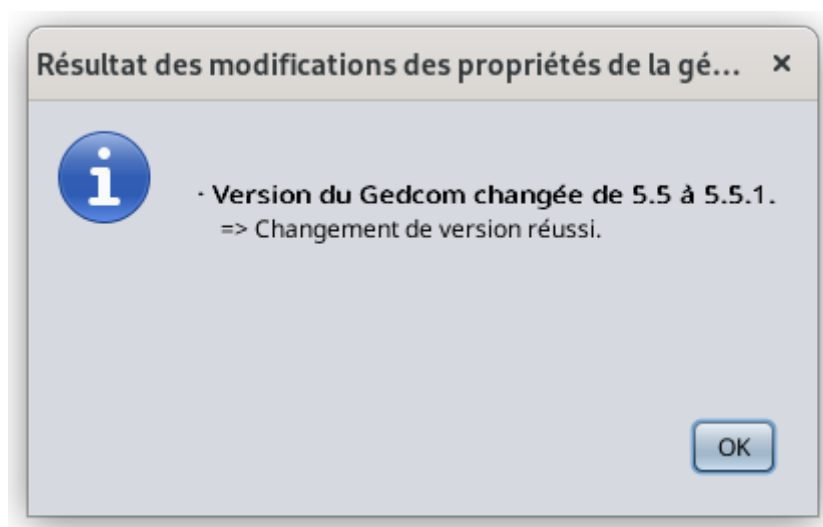 Résultat des modifications des propriétés de la gé... ×
· Version du Gedcom changée de 5.5 à 5.5.1.
=> Changement de version réussi.
OK